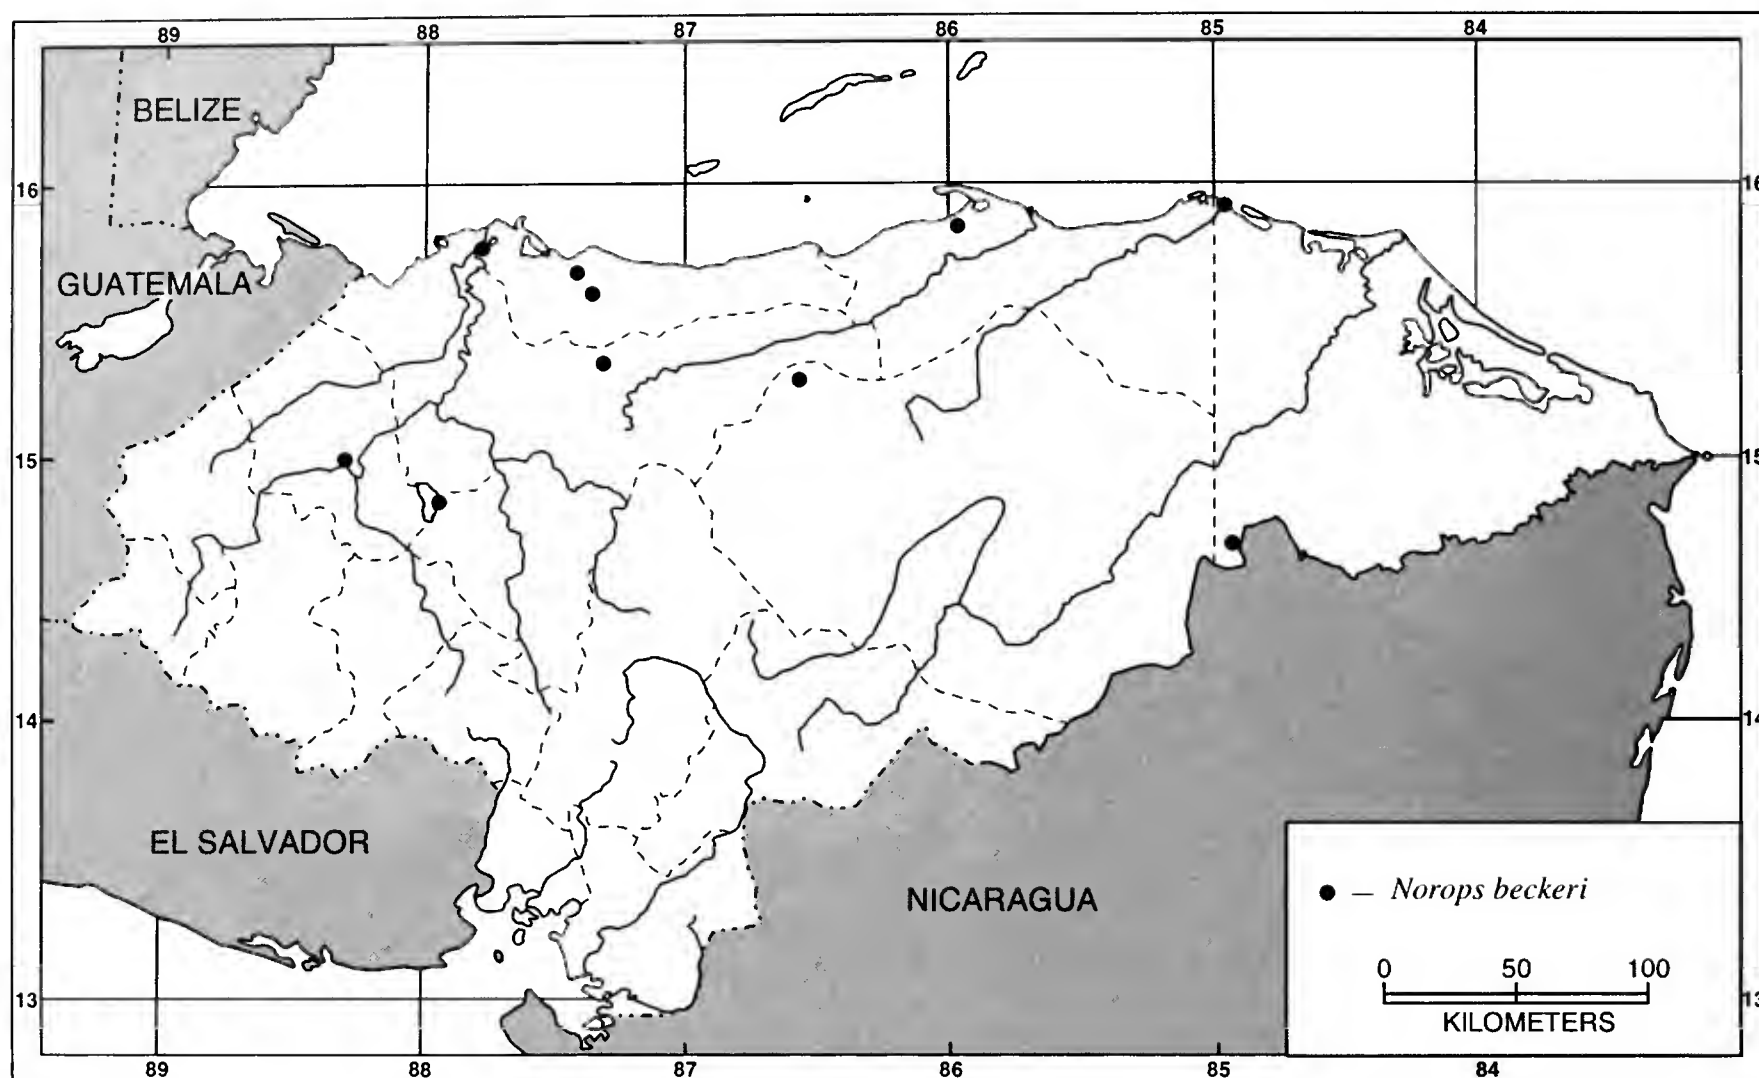 89 88 87 86 85 84
BELIZE
16 16
GUATEMALA
15 15
14 14
EL SALVADOR
NICARAGUA
● — Norops beckeri
0 50 100
13 13
KILOMETERS
89 88 87 86 85 84